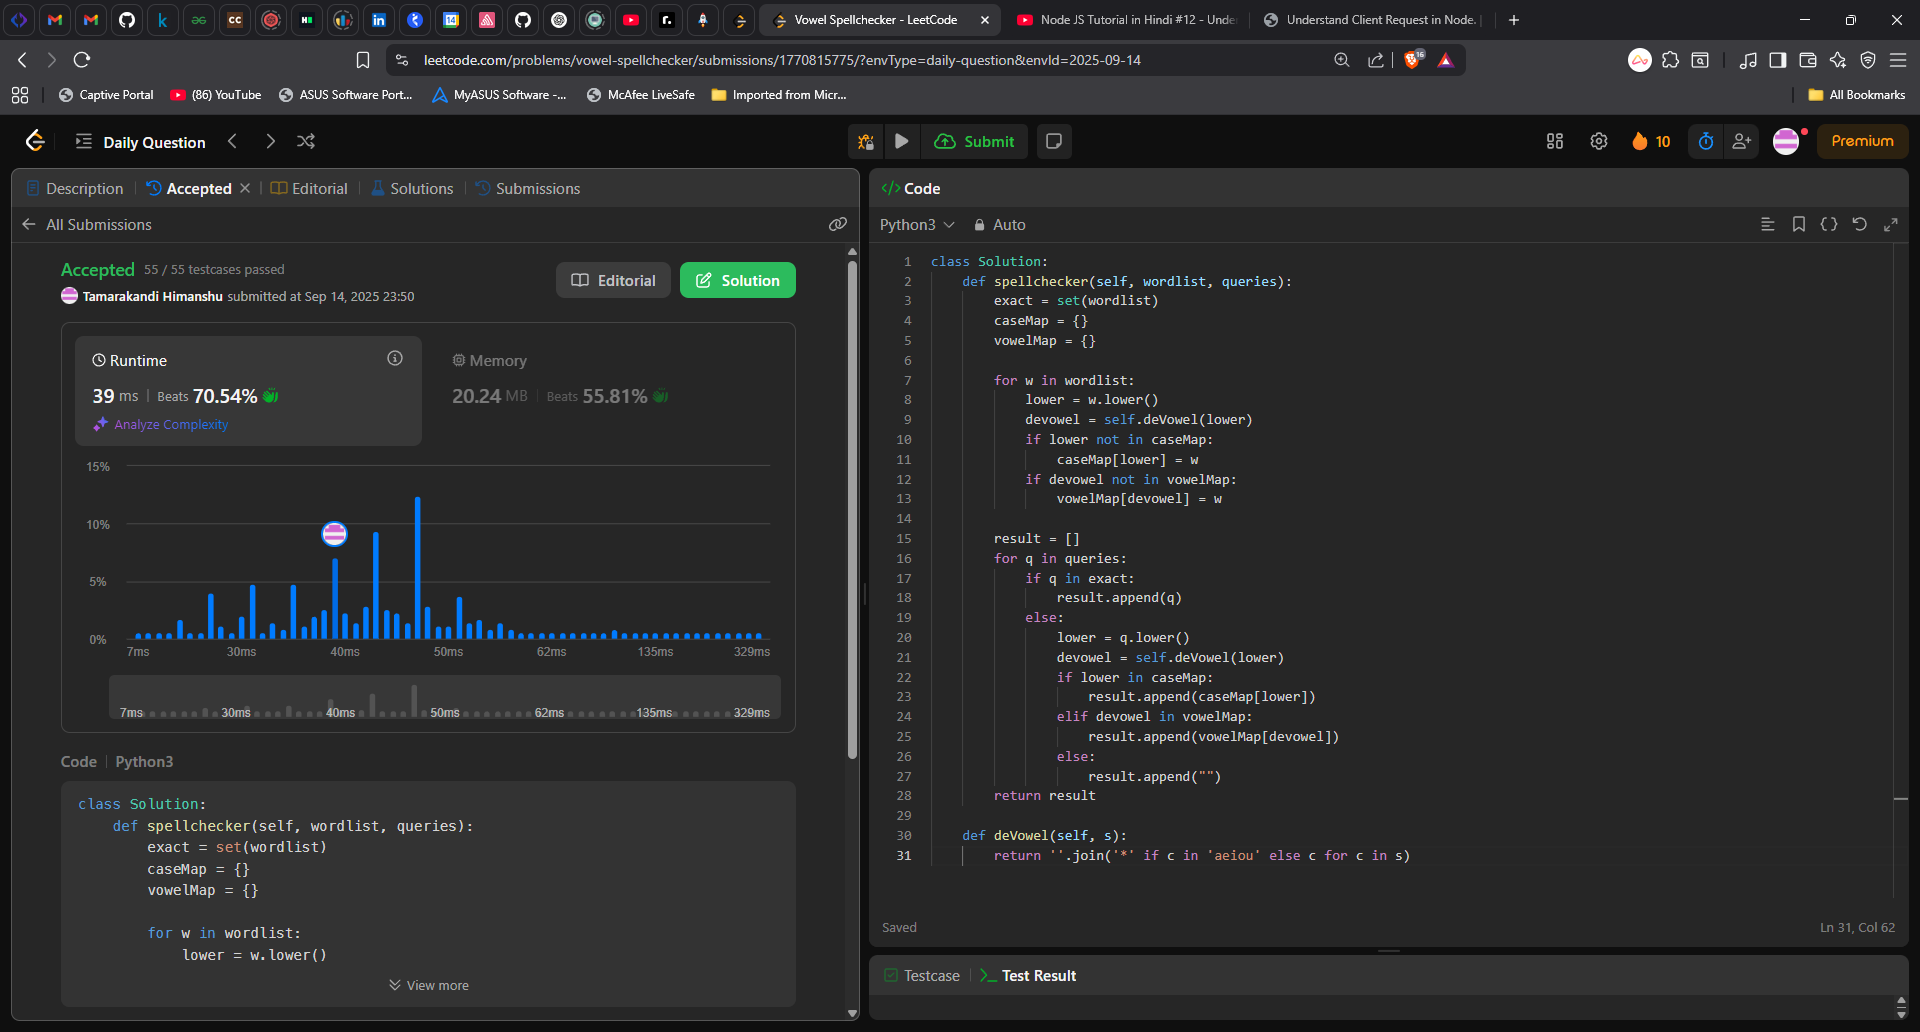 Vowel Spellchecker - LeetCode
Node JS Tutorial in Hindi #12 - Unde
Understand Client Request in Node.
leetcode.com/problems/vowel-spellchecker/submissions/1770815775/?envType=daily-question&envId=2025-09-14
16
Captive Portal
(86) YouTube
ASUS Software Port...
MyASUS Software -...
McAfee LiveSafe
Imported from Micr...
All Bookmarks
Daily Question
Submit
10
Premium
Description
Accepted
Editorial
Solutions
Submissions
All Submissions
Accepted 55 / 55 testcases passed
Tamarakandi Himanshu submitted at Sep 14, 2025 23:50
Editorial
Solution
Runtime
39 ms | Beats 70.54%
Analyze Complexity
Memory
20.24 MB | Beats 55.81%
15%
10%
5%
0%
7ms 30ms 40ms 50ms 62ms 135ms 329ms
7ms 30ms 40ms 50ms 62ms 135ms 329ms
Code | Python3
class Solution:
    def spellchecker(self, wordlist, queries):
        exact = set(wordlist)
        caseMap = {}
        vowelMap = {}
        for w in wordlist:
            lower = w.lower()
View more
</> Code
Python3
Auto
1 class Solution:
2     def spellchecker(self, wordlist, queries):
3         exact = set(wordlist)
4         caseMap = {}
5         vowelMap = {}
6
7         for w in wordlist:
8             lower = w.lower()
9             devowel = self.deVowel(lower)
10             if lower not in caseMap:
11                 caseMap[lower] = w
12             if devowel not in vowelMap:
13                 vowelMap[devowel] = w
14
15         result = []
16         for q in queries:
17             if q in exact:
18                 result.append(q)
19             else:
20                 lower = q.lower()
21                 devowel = self.deVowel(lower)
22                 if lower in caseMap:
23                     result.append(caseMap[lower])
24                 elif devowel in vowelMap:
25                     result.append(vowelMap[devowel])
26                 else:
27                     result.append("")
28         return result
29
30     def deVowel(self, s):
31         return ''.join('*' if c in 'aeiou' else c for c in s)
Saved
Ln 31, Col 62
Testcase
Test Result